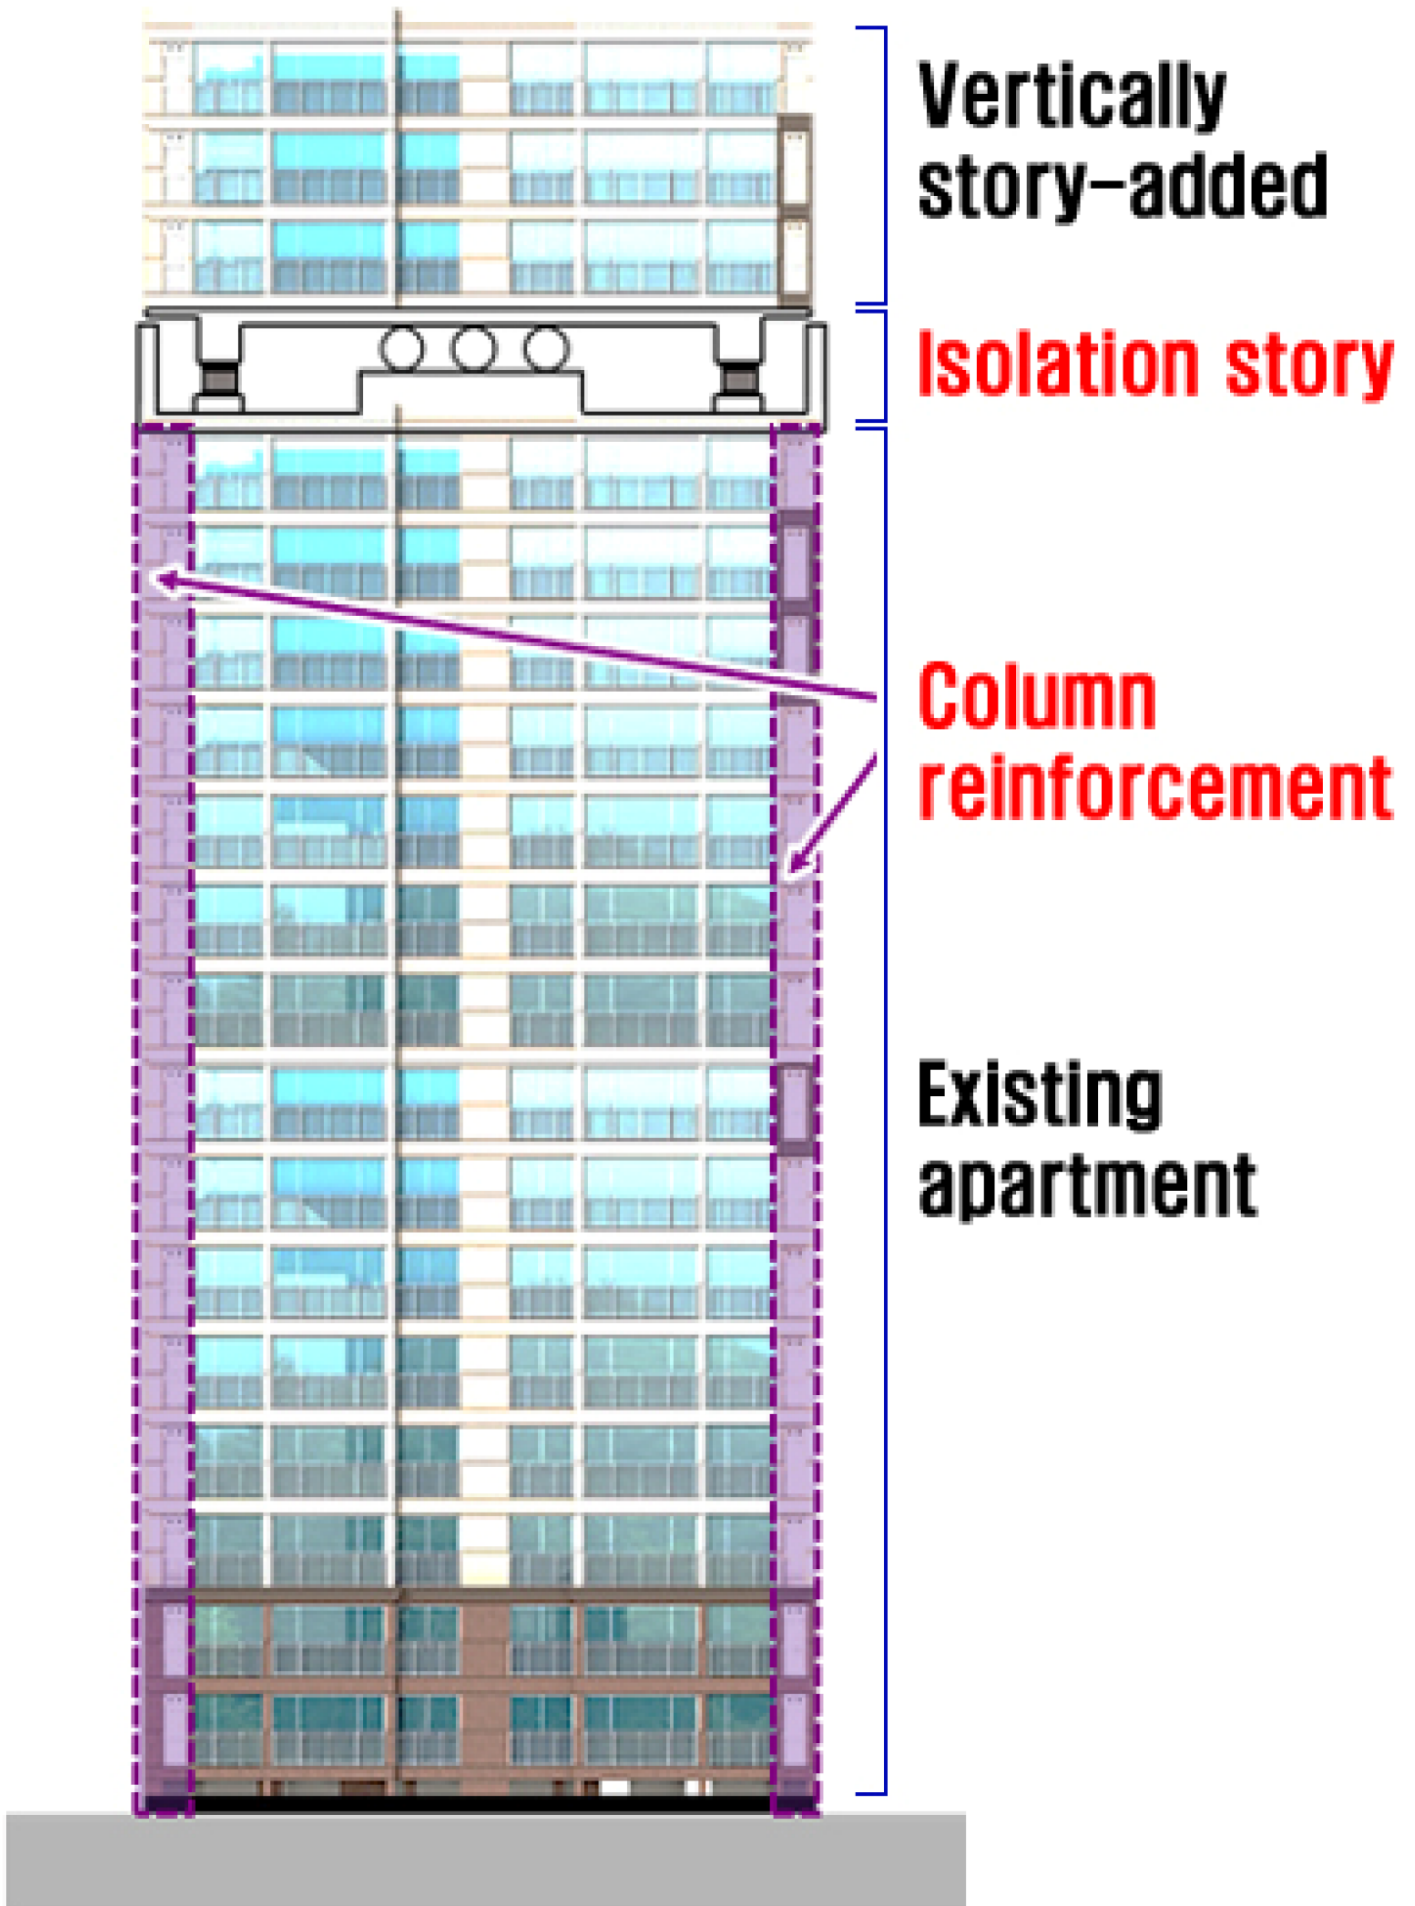 Vertically
story-added
Isolation story
Column
reinforcement
Existing
apartment